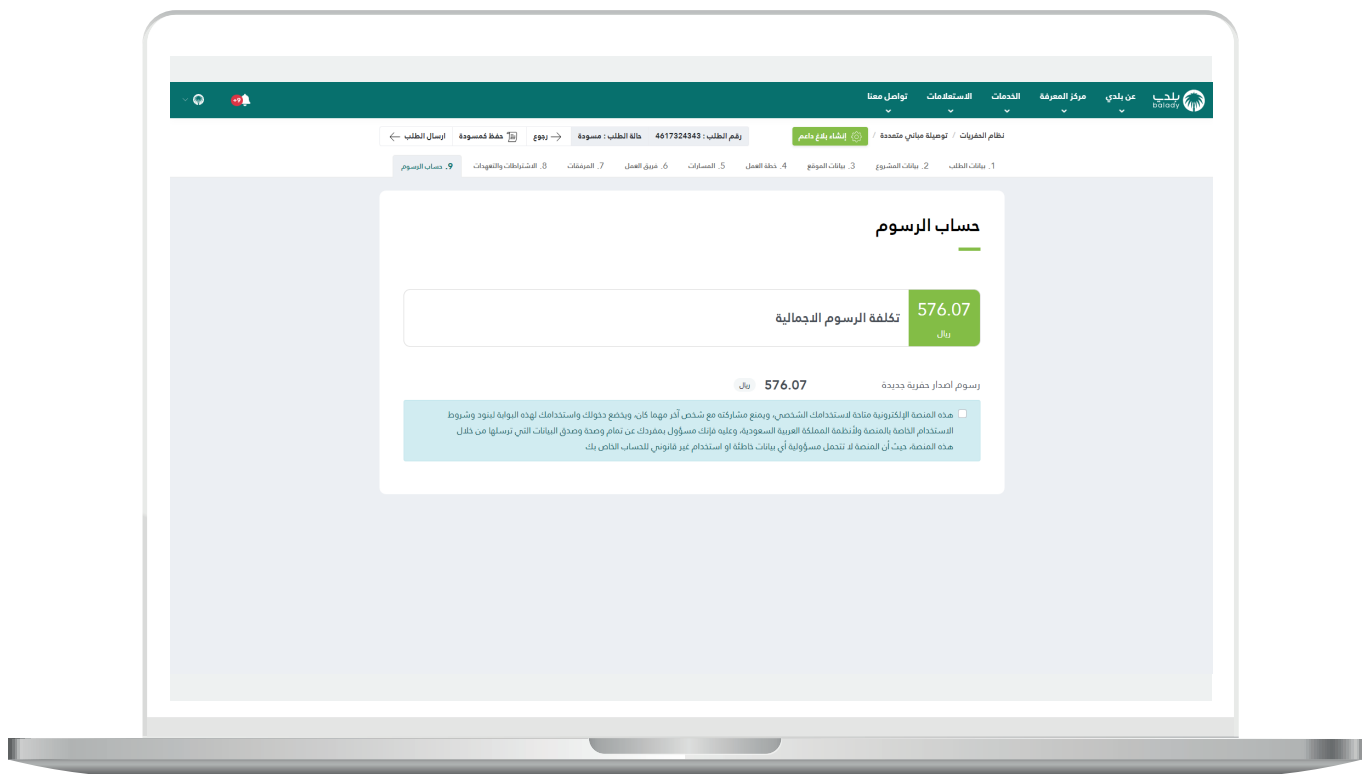 بلدي
balady
عن بلدي
مركز المعرفة
الخدمات
الاستعلامات
تواصل معنا
+9
نظام الحفريات / توصيلة مباني متعددة /
إنشاء بلاغ داعم
رقم الطلب : 4617324343
حالة الطلب : مسودة
رجوع
حفظ كمسودة
ارسال الطلب
1. بيانات الطلب
2. بيانات المشروع
3. بيانات الموقع
4. خطة العمل
5. المسارات
6. فريق العمل
7. المرفقات
8. الاشتراطات والتعهدات
9. حساب الرسوم
حساب الرسوم
576.07
ريال
تكلفة الرسوم الاجمالية
رسوم اصدار حفرية جديدة
576.07 ريال
هذه المنصة الإلكترونية متاحة لاستخدامك الشخصي، ويمنع مشاركته مع شخص آخر مهما كان، ويخضع دخولك واستخدامك لهذه البوابة لبنود وشروط
الاستخدام الخاصة بالمنصة ولأنظمة المملكة العربية السعودية، وعليه فإنك مسؤول بمفردك عن تمام وصحة وصدق البيانات التي ترسلها من خلال
هذه المنصة، حيث أن المنصة لا تتحمل مسؤولية أي بيانات خاطئة او استخدام غير قانوني للحساب الخاص بك